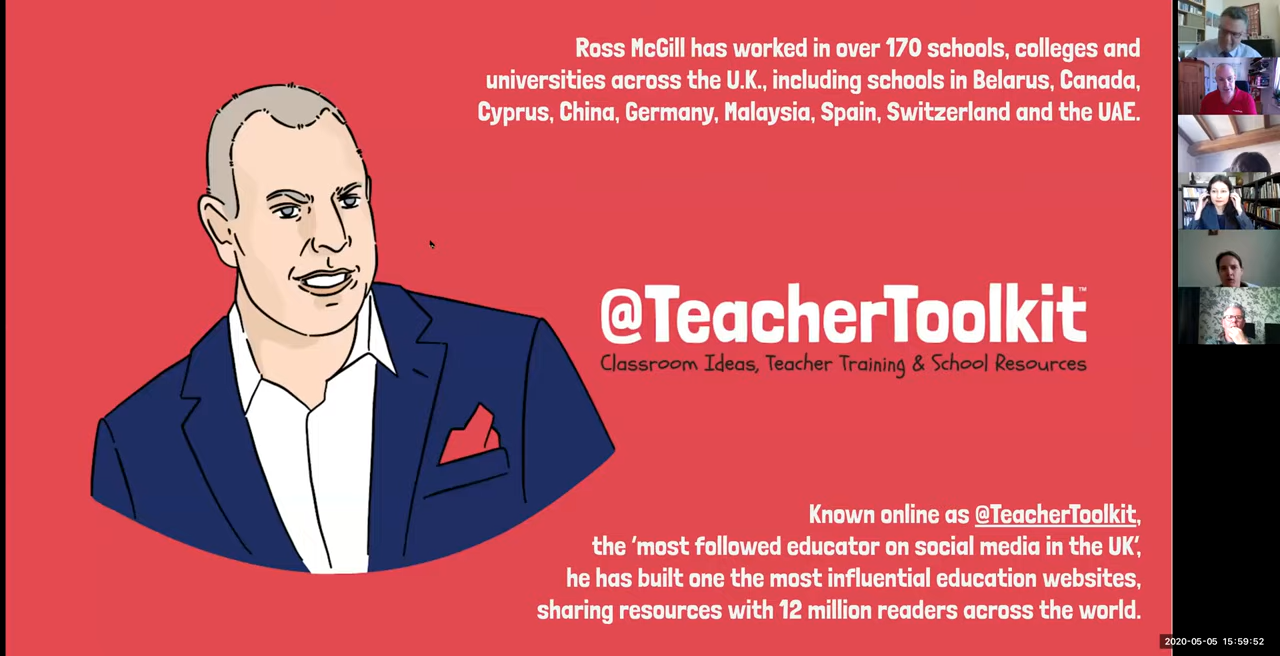 Ross McGill has worked in over 170 schools, colleges and
universities across the U.K., including schools in Belarus, Canada,
Cyprus, China, Germany, Malaysia, Spain, Switzerland and the UAE.
@TeacherToolkit™
Classroom Ideas, Teacher Training & School Resources
Known online as @TeacherToolkit,
the ‘most followed educator on social media in the UK’,
he has built one the most influential education websites,
sharing resources with 12 million readers across the world.
2020-05-05 15:59:52